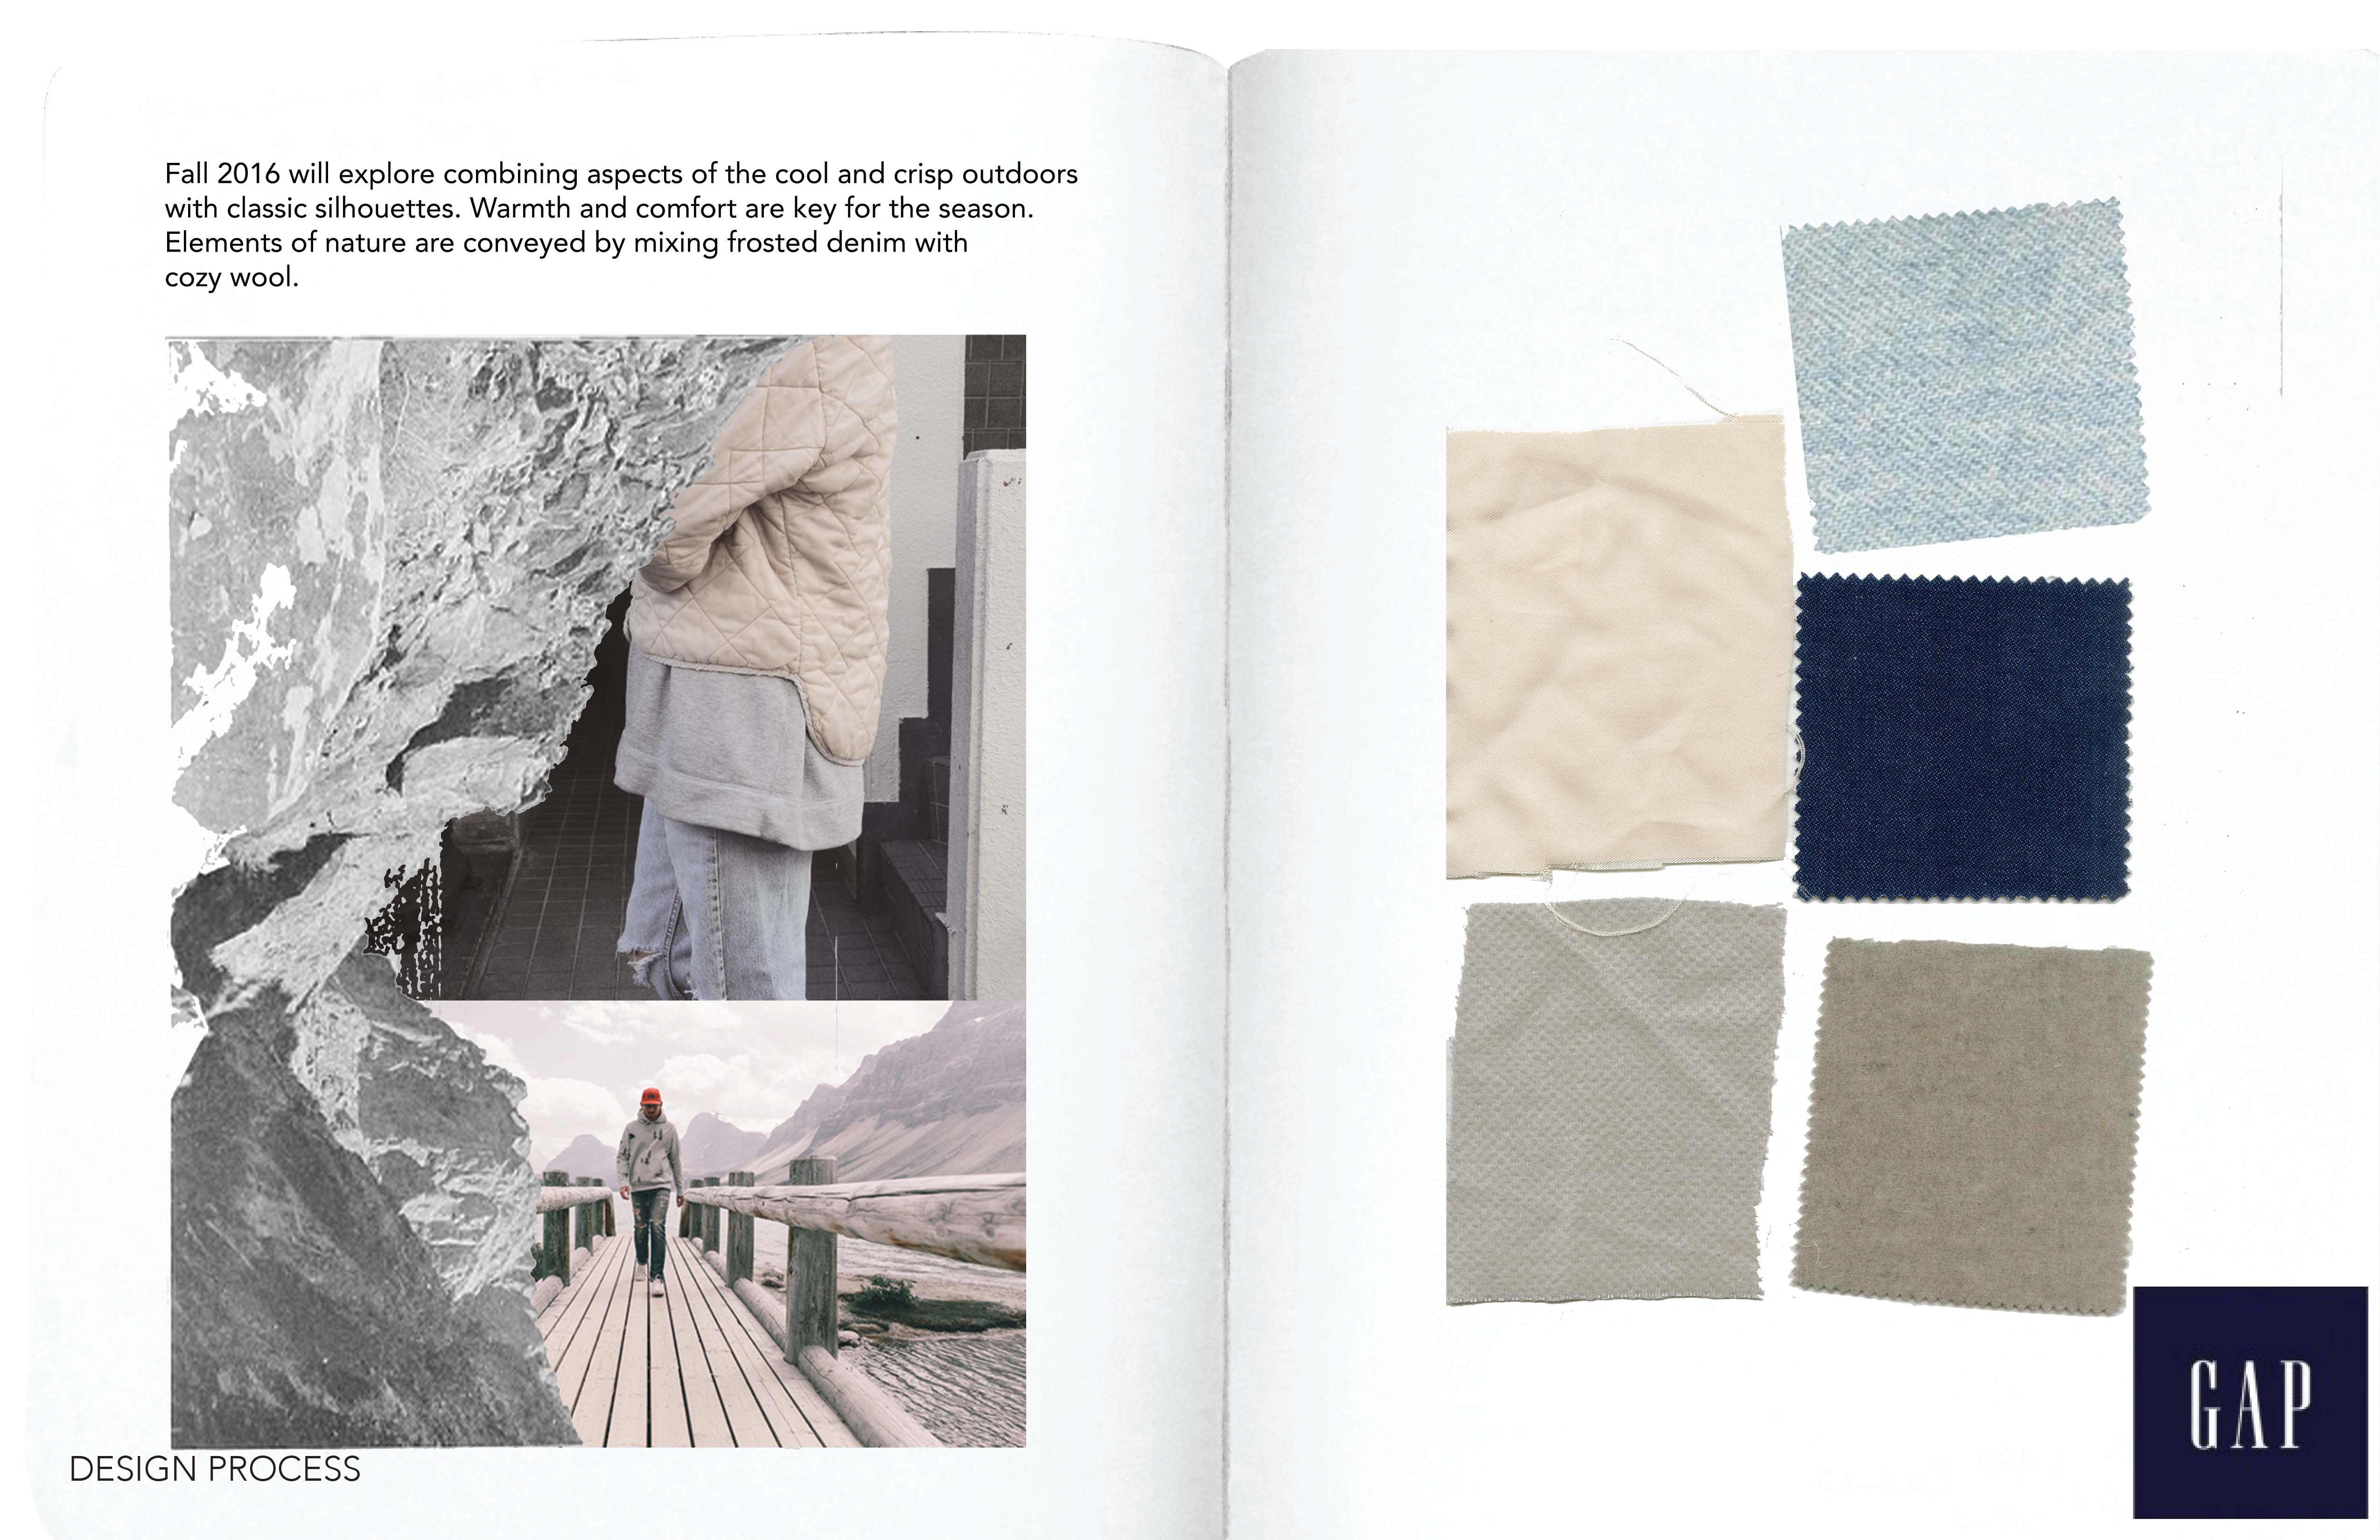 Fall 2016 will explore combining aspects of the cool and crisp outdoors
with classic silhouettes. Warmth and comfort are key for the season.
Elements of nature are conveyed by mixing frosted denim with
cozy wool.
DESIGN PROCESS
GAP